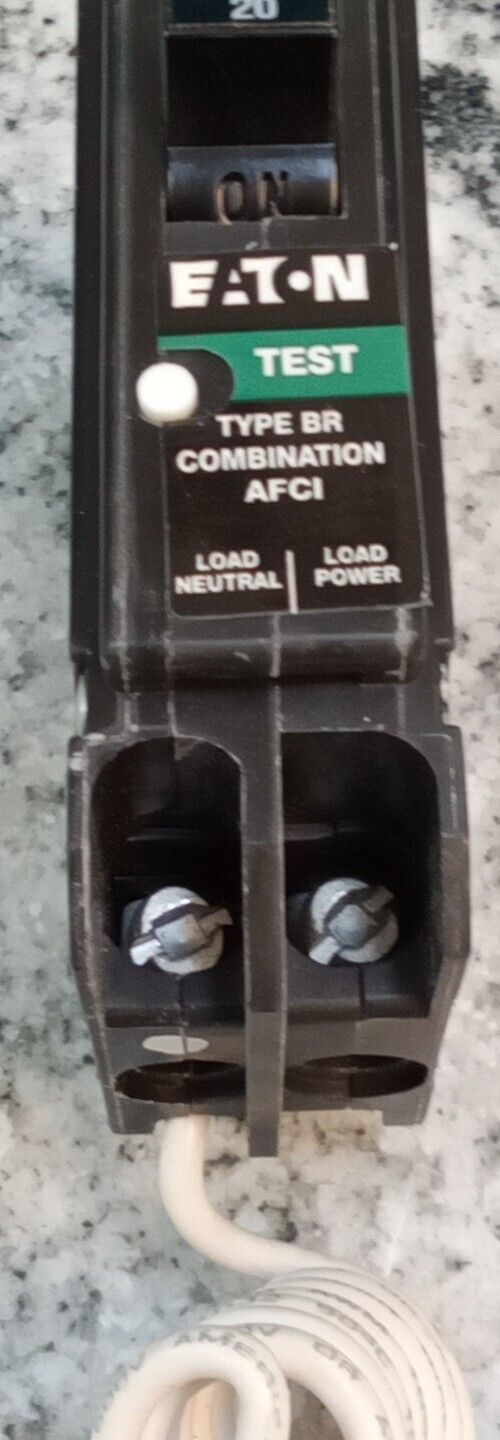 20
ON
EATON
TEST
TYPE BR
COMBINATION
AFCI
LOAD NEUTRAL
LOAD POWER